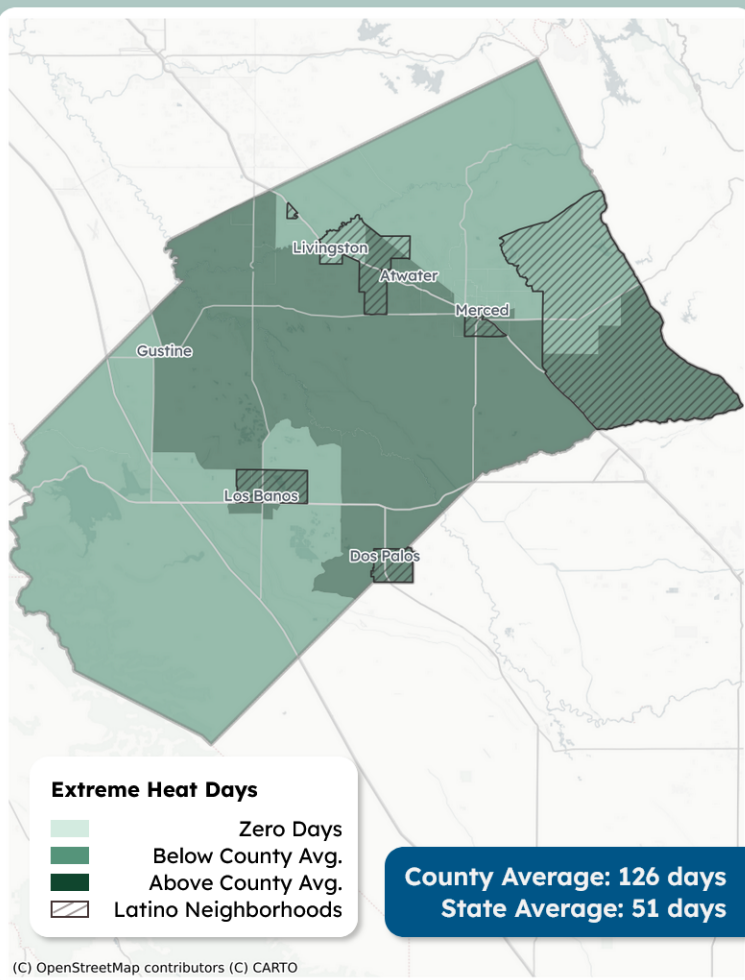 Livingston
Atwater
Merced
Gustine
Los Banos
Dos Palos
Extreme Heat Days
Zero Days
Below County Avg.
Above County Avg.
Latino Neighborhoods
County Average: 126 days
State Average: 51 days
(C) OpenStreetMap contributors (C) CARTO